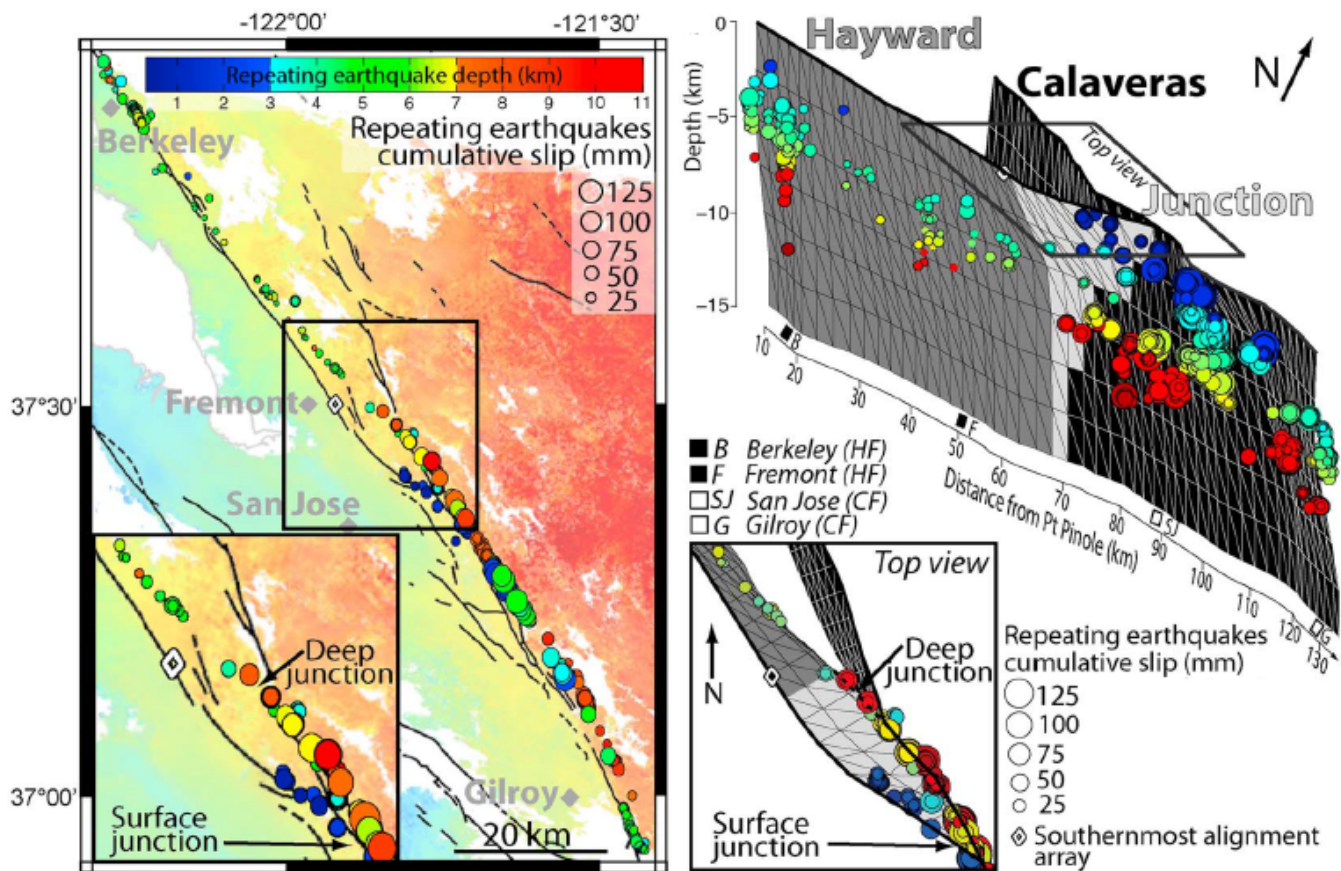 -122°00'
-121°30'
Repeating earthquake depth (km)
1 2 3 4 5 6 7 8 9 10 11
Repeating earthquakes
cumulative slip (mm)
125
100
75
50
25
Berkeley
37°30'
Fremont
San Jose
Deep
junction
Surface
junction
37°00'
Gilroy
20 km
Hayward
Calaveras
N
Top view
Junction
Depth (km)
0
-5
-10
-15
B
F
SJ
G
10 20 30 40 50 60 70 80 90 100 110 120 130
Distance from Pt Pinole (km)
B Berkeley (HF)
F Fremont (HF)
SJ San Jose (CF)
G Gilroy (CF)
Top view
N
Deep
junction
Surface
junction
Repeating earthquakes
cumulative slip (mm)
125
100
75
50
25
Southernmost alignment
array